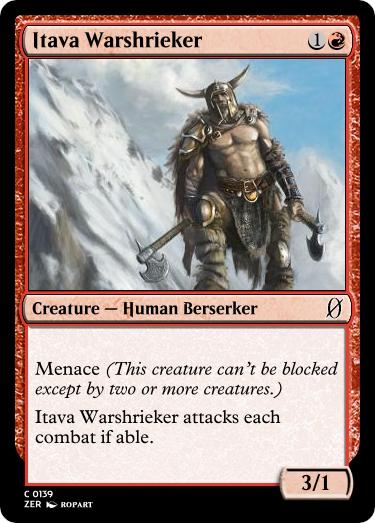 Itava Warshrieker 1
Creature — Human Berserker
Menace (This creature can't be blocked
except by two or more creatures.)
Itava Warshrieker attacks each
combat if able.
3/1
C 0139
ZER ROPART